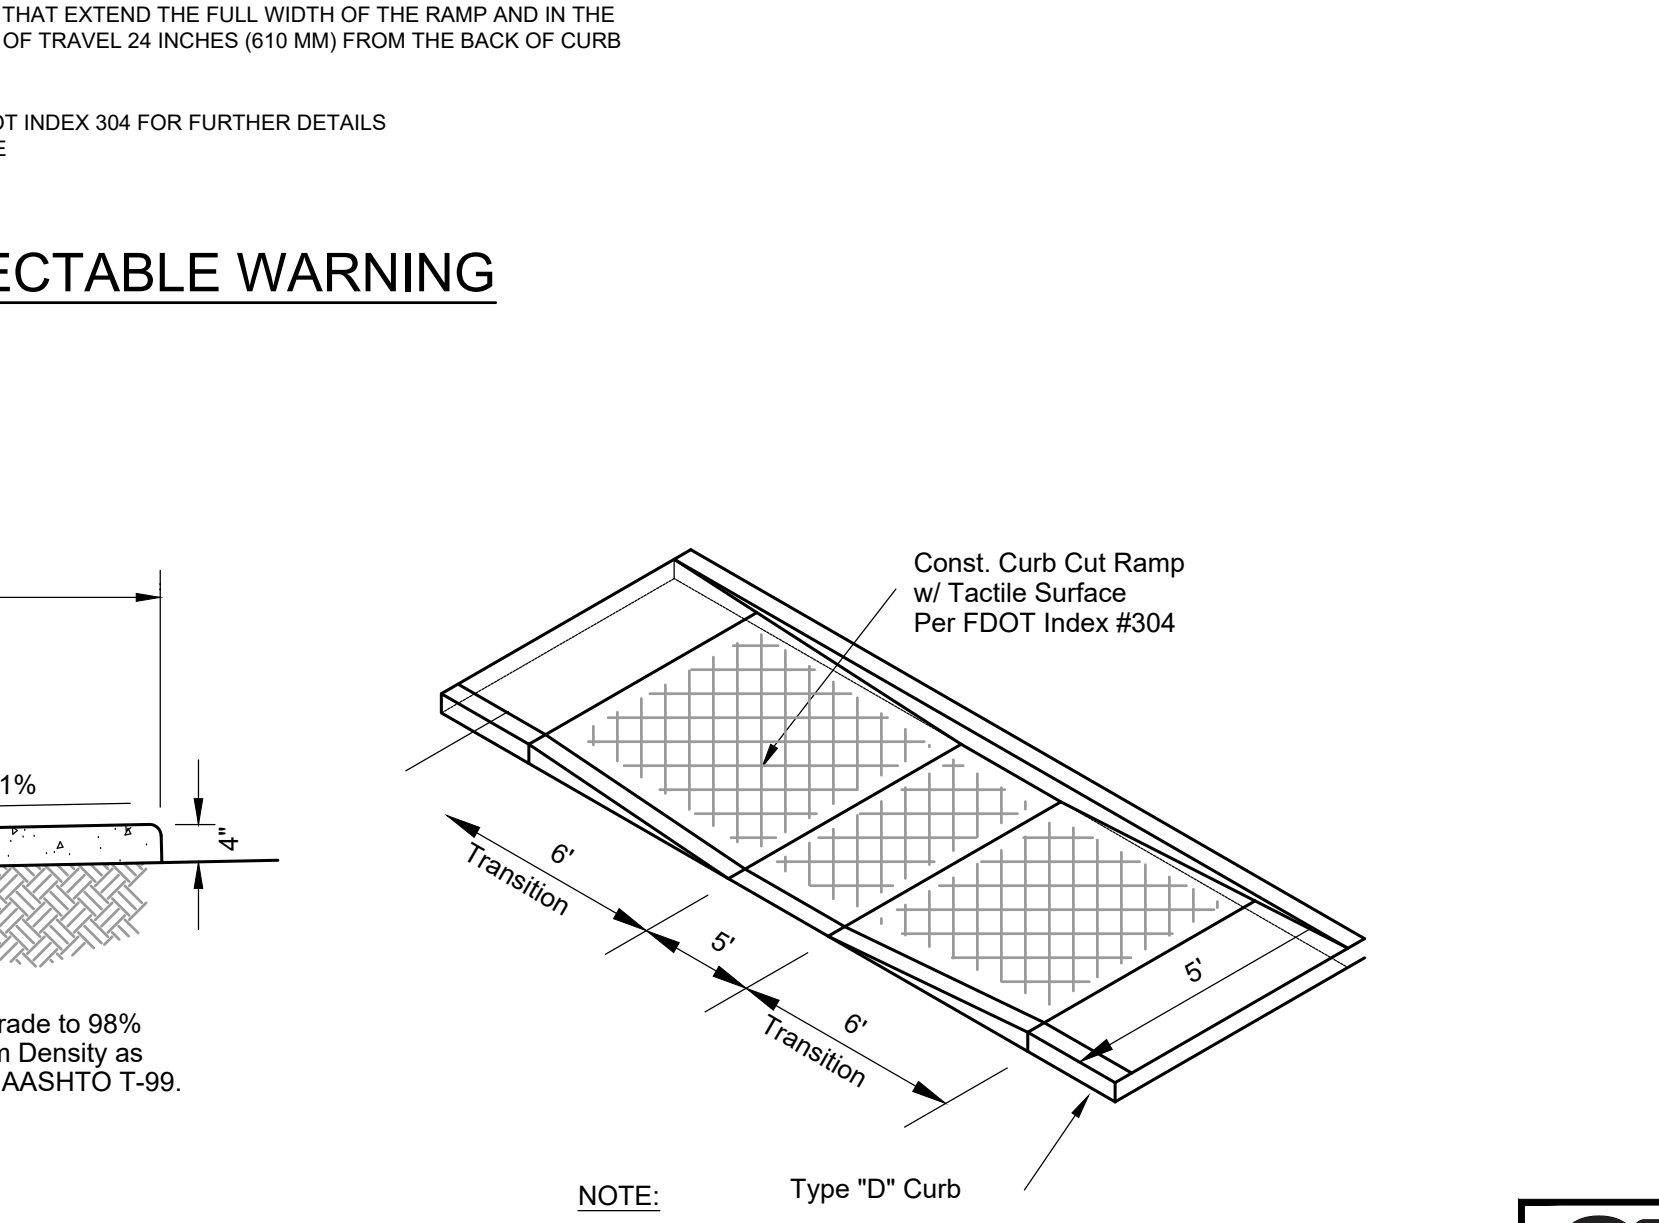 THAT EXTEND THE FULL WIDTH OF THE RAMP AND IN THE
OF TRAVEL 24 INCHES (610 MM) FROM THE BACK OF CURB
OT INDEX 304 FOR FURTHER DETAILS
E
ECTABLE WARNING
Const. Curb Cut Ramp
w/ Tactile Surface
Per FDOT Index #304
1%
4"
6'
Transition
5'
6'
Transition
5'
rade to 98%
m Density as
AASHTO T-99.
NOTE:
Type "D" Curb